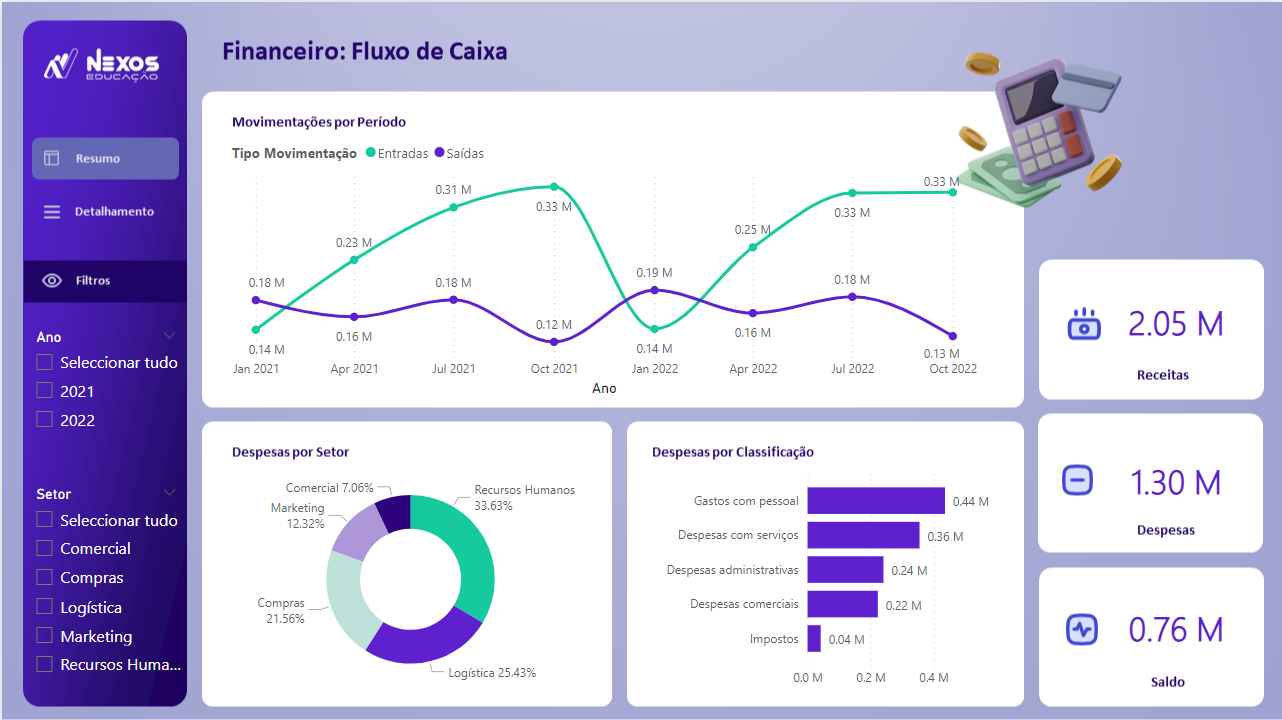 NEXOS
EDUCAÇÃO
Resumo
Detalhamento
Filtros
Ano
Seleccionar tudo
2021
2022
Setor
Seleccionar tudo
Comercial
Compras
Logística
Marketing
Recursos Huma...
Financeiro: Fluxo de Caixa
Movimentações por Período
Tipo Movimentação Entradas Saídas
0.18 M
0.14 M
0.23 M
0.16 M
0.31 M
0.18 M
0.33 M
0.12 M
0.19 M
0.14 M
0.25 M
0.16 M
0.33 M
0.18 M
0.33 M
0.13 M
Jan 2021 Apr 2021 Jul 2021 Oct 2021 Jan 2022 Apr 2022 Jul 2022 Oct 2022
Ano
Despesas por Setor
Comercial 7.06%
Marketing
12.32%
Compras
21.56%
Recursos Humanos
33.63%
Logística 25.43%
Despesas por Classificação
Gastos com pessoal 0.44 M
Despesas com serviços 0.36 M
Despesas administrativas 0.24 M
Despesas comerciais 0.22 M
Impostos 0.04 M
0.0 M 0.2 M 0.4 M
2.05 M
Receitas
1.30 M
Despesas
0.76 M
Saldo